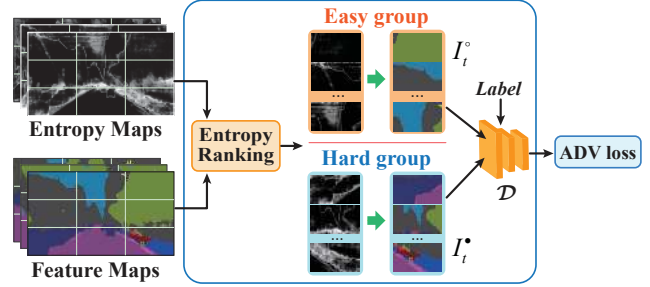 Entropy Maps
Feature Maps
Entropy
Ranking
Easy group
...
...
I_t^∘
Hard group
...
...
I_t^•
Label
𝒟
ADV loss